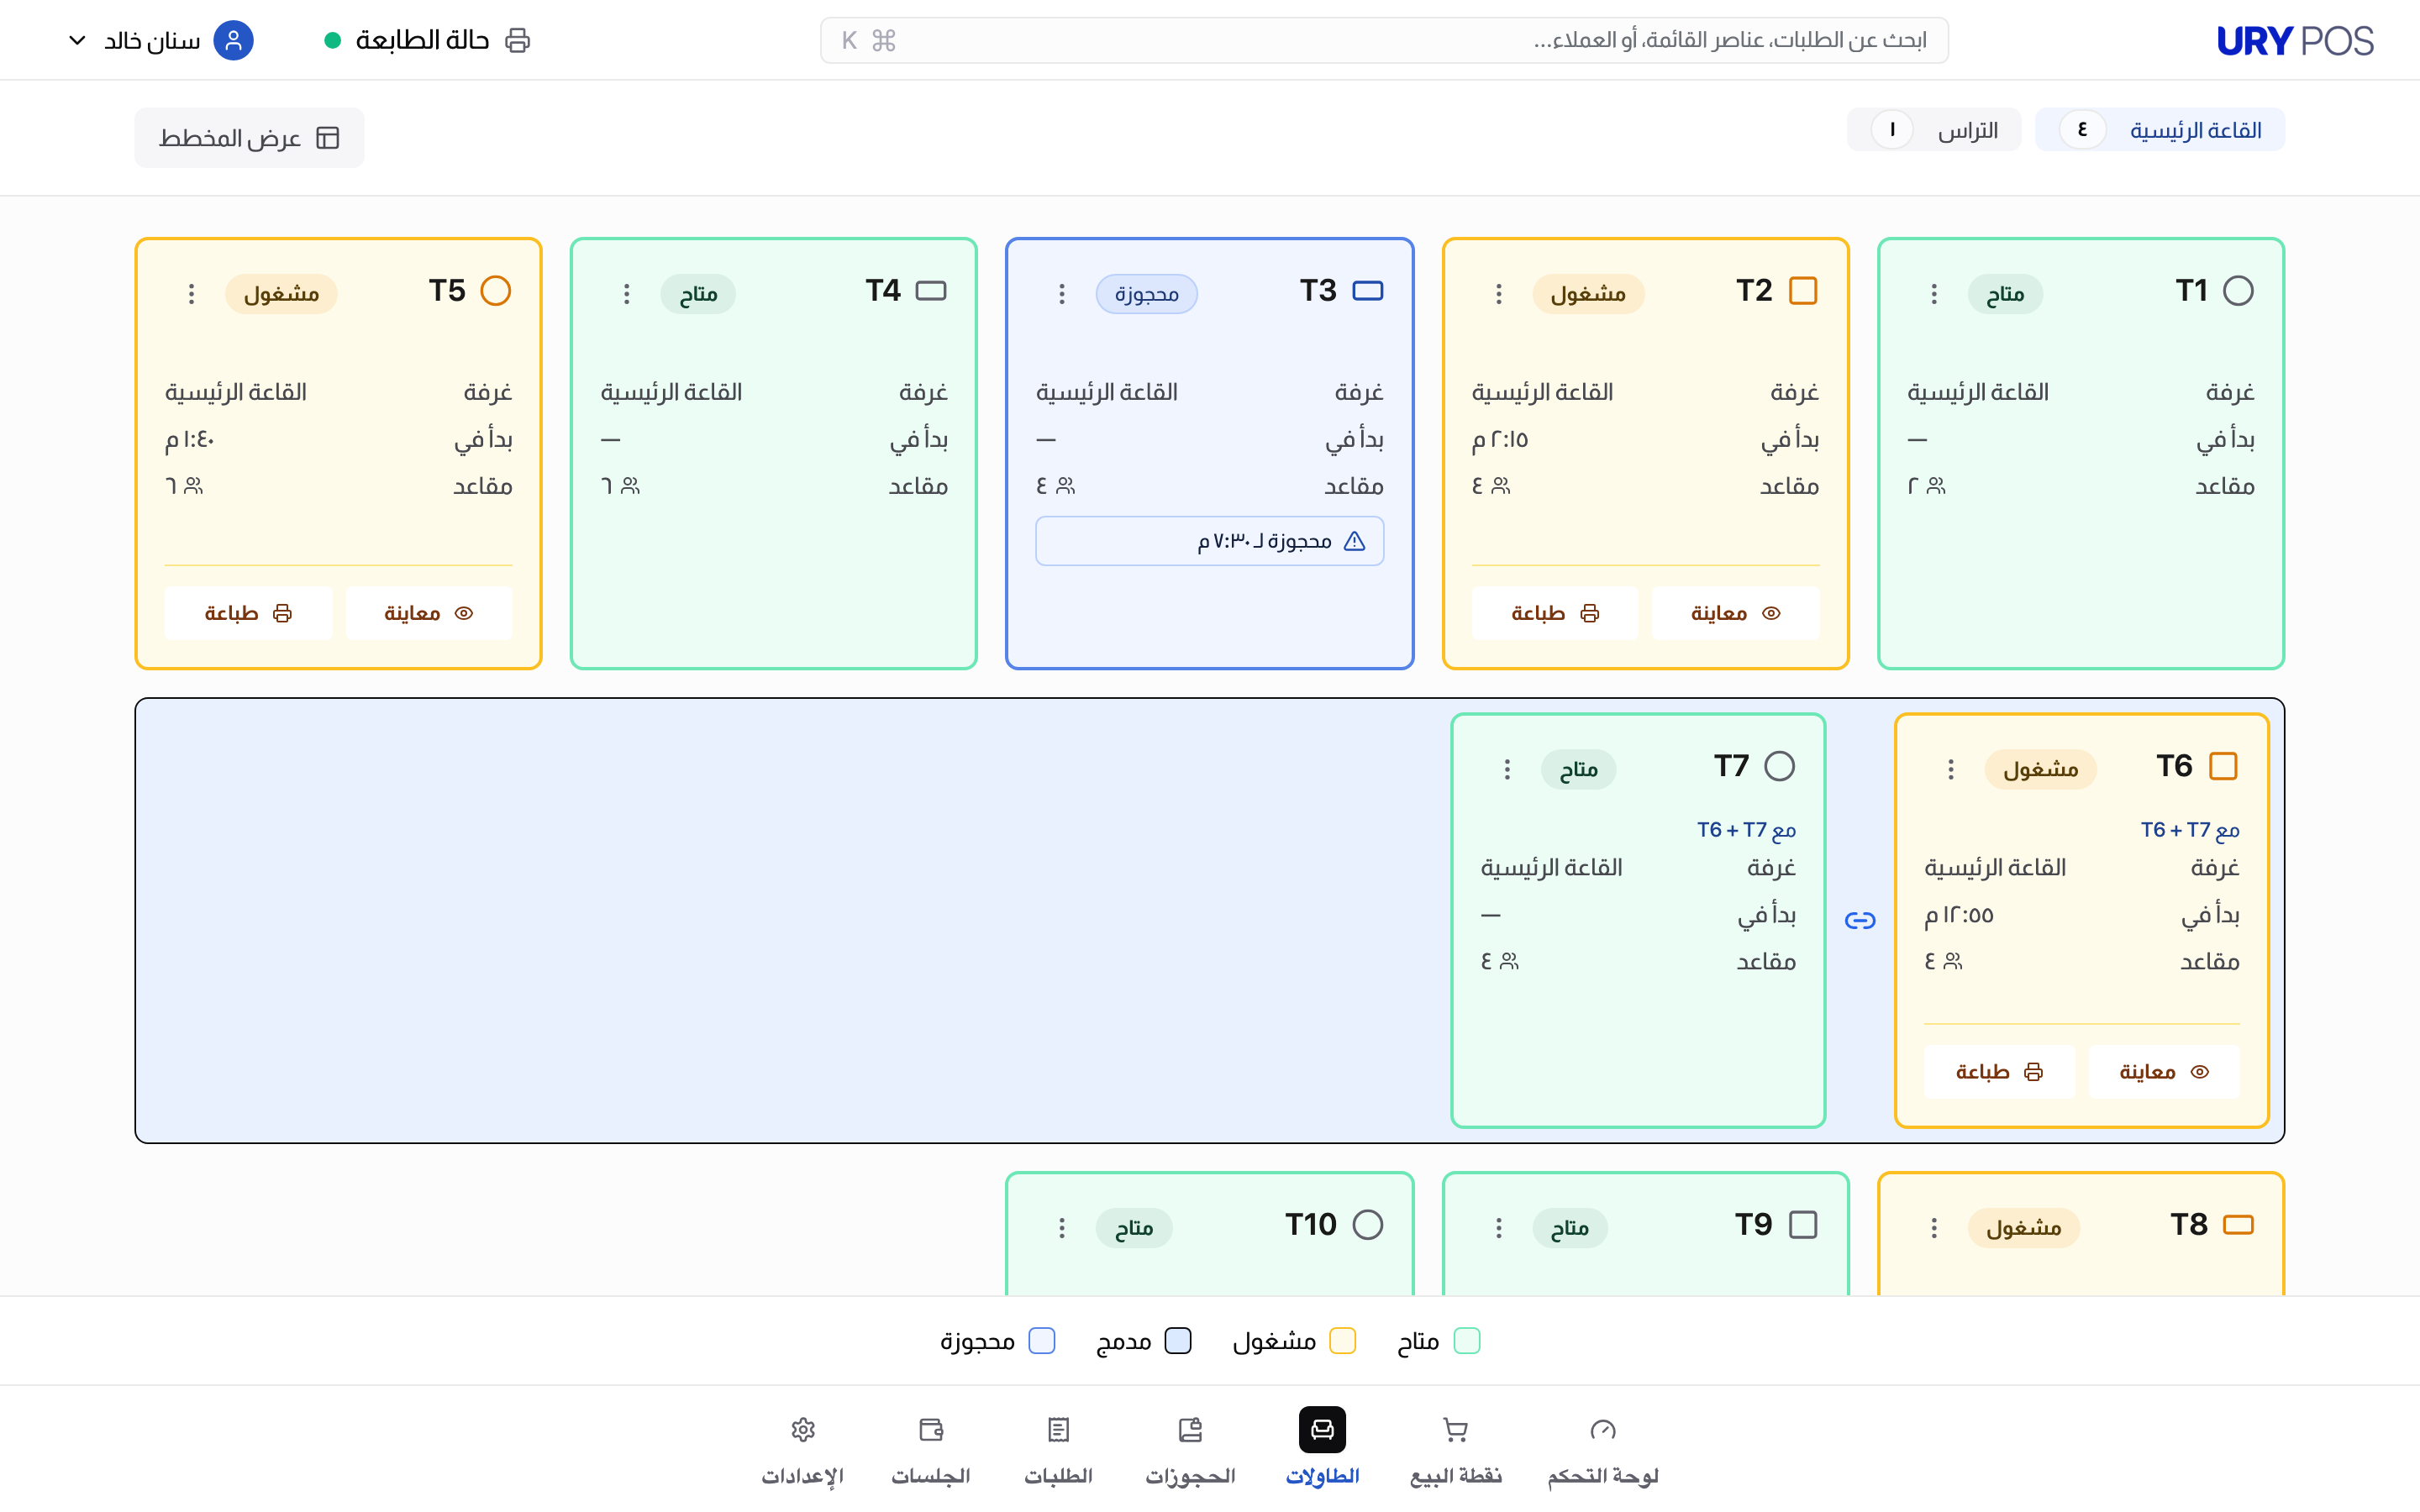 URY POS
ابحث عن الطلبات، عناصر القائمة، أو العملاء...
⌘ K
حالة الطابعة
سنان خالد
القاعة الرئيسية ٤
التراس ١
عرض المخطط
T1 متاح
غرفة القاعة الرئيسية
بدأ في —
مقاعد ٢
T2 مشغول
غرفة القاعة الرئيسية
بدأ في ٢:١٥ م
مقاعد ٤
معاينة طباعة
T3 محجوزة
غرفة القاعة الرئيسية
بدأ في —
مقاعد ٤
محجوزة لـ ٧:٣٠ م
T4 متاح
غرفة القاعة الرئيسية
بدأ في —
مقاعد ٦
T5 مشغول
غرفة القاعة الرئيسية
بدأ في ١:٤٠ م
مقاعد ٦
معاينة طباعة
T6 مشغول
مع T6 + T7
غرفة القاعة الرئيسية
بدأ في ١٢:٥٥ م
مقاعد ٤
معاينة طباعة
T7 متاح
مع T6 + T7
غرفة القاعة الرئيسية
بدأ في —
مقاعد ٤
T8 مشغول
T9 متاح
T10 متاح
متاح مشغول مدمج محجوزة
لوحة التحكم نقطة البيع الطاولات الحجوزات الطلبات الجلسات الإعدادات